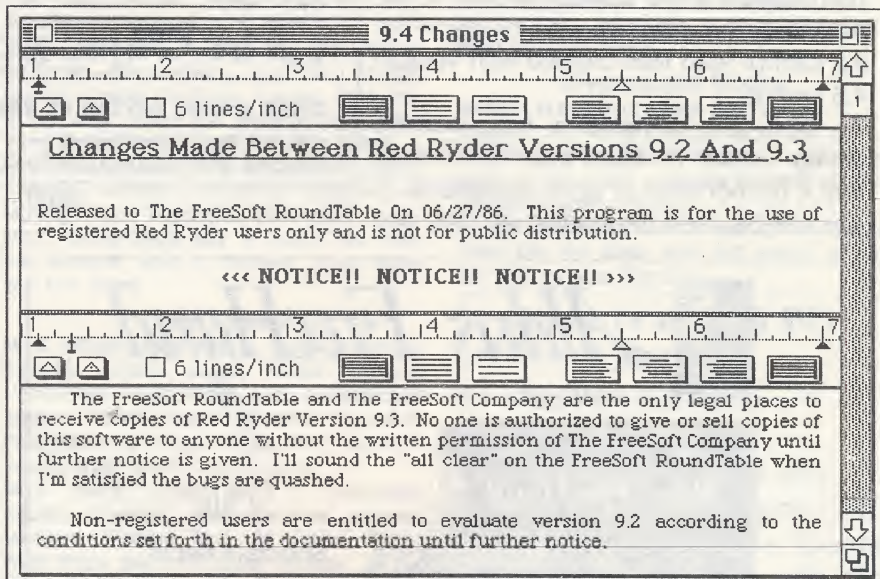 9.4 Changes
1 2 3 4 5 6 7
6 lines/inch
1
Changes Made Between Red Ryder Versions 9.2 And 9.3
Released to The FreeSoft RoundTable On 06/27/86. This program is for the use of
registered Red Ryder users only and is not for public distribution.
<<< NOTICE!! NOTICE!! NOTICE!! >>>
1 2 3 4 5 6 7
6 lines/inch
The FreeSoft RoundTable and The FreeSoft Company are the only legal places to
receive copies of Red Ryder Version 9.3. No one is authorized to give or sell copies of
this software to anyone without the written permission of The FreeSoft Company until
further notice is given. I'll sound the "all clear" on the FreeSoft RoundTable when
I'm satisfied the bugs are quashed.
Non-registered users are entitled to evaluate version 9.2 according to the
conditions set forth in the documentation until further notice.